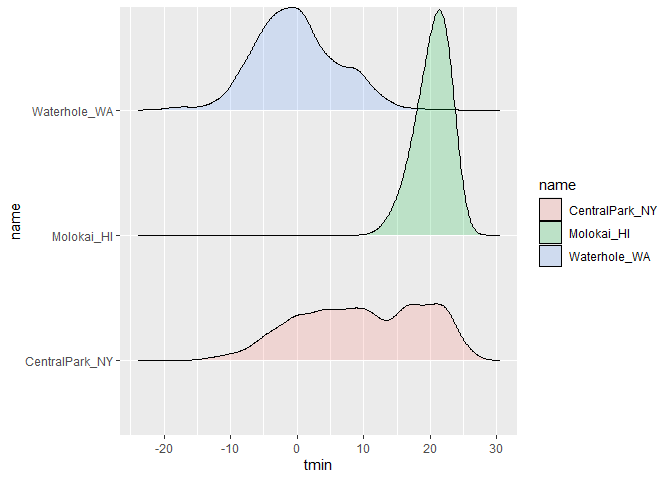 Waterhole_WA
Molokai_HI
CentralPark_NY
name
-20 -10 0 10 20 30
tmin
name
CentralPark_NY
Molokai_HI
Waterhole_WA